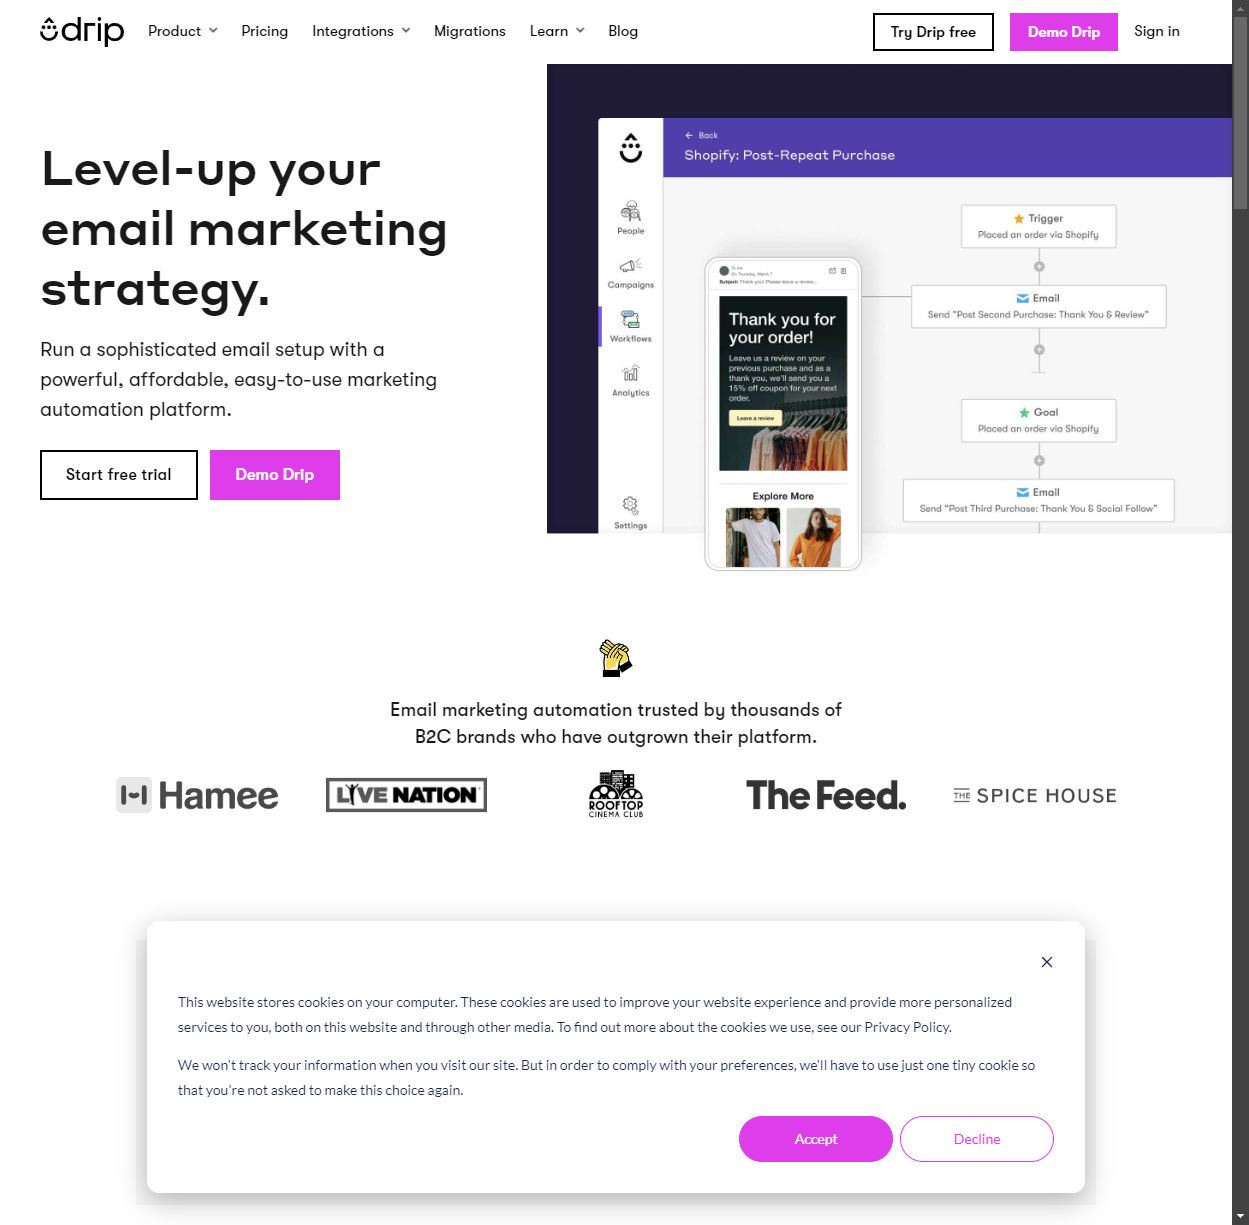 drip
Product
Pricing
Integrations
Migrations
Learn
Blog
Try Drip free
Demo Drip
Sign in
Level-up your
email marketing
strategy.
Run a sophisticated email setup with a
powerful, affordable, easy-to-use marketing
automation platform.
Start free trial
Demo Drip
Back
Shopify: Post-Repeat Purchase
People
Campaigns
Workflows
Analytics
Settings
To me
On Thursday, March 7
Subject: Thank you! Please leave a review...
Thank you for
your order!
Leave us a review on your
previous purchase and as a
thank you, we'll send you a
15% off coupon for your next
order.
Leave a review
Explore More
Trigger
Placed an order via Shopify
Email
Send "Post Second Purchase: Thank You & Review"
Goal
Placed an order via Shopify
Email
Send "Post Third Purchase: Thank You & Social Follow"
Email marketing automation trusted by thousands of
B2C brands who have outgrown their platform.
Hamee
LIVE NATION
ROOFTOP
CINEMA CLUB
The Feed.
THE SPICE HOUSE
This website stores cookies on your computer. These cookies are used to improve your website experience and provide more personalized
services to you, both on this website and through other media. To find out more about the cookies we use, see our Privacy Policy.
We won't track your information when you visit our site. But in order to comply with your preferences, we'll have to use just one tiny cookie so
that you're not asked to make this choice again.
Accept
Decline